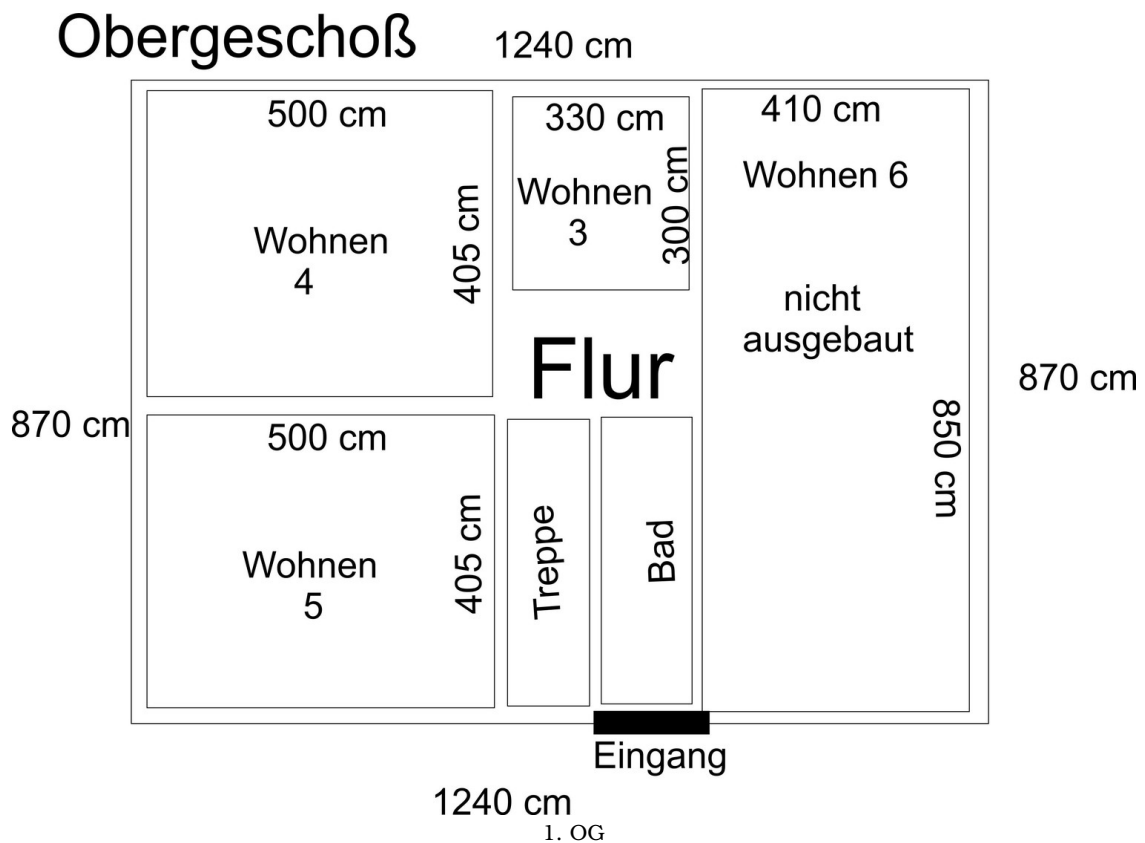 Obergeschoß
1240 cm
500 cm
330 cm
410 cm
Wohnen
3
300 cm
Wohnen 6
405 cm
Wohnen
4
nicht
ausgebaut
Flur
870 cm
870 cm
500 cm
850 cm
405 cm
Wohnen
5
Treppe
Bad
Eingang
1240 cm
1. OG